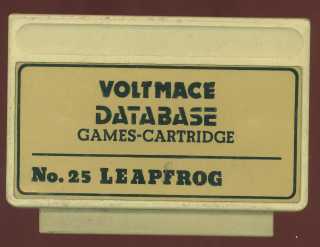 VOLTMACE
DATABASE
GAMES-CARTRIDGE
No. 25 LEAPFROG